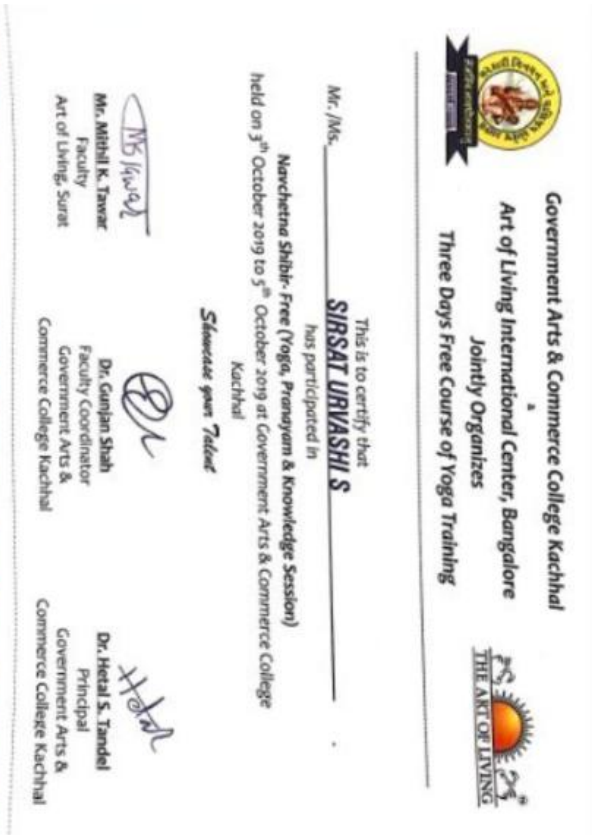 Government Arts & Commerce College Kachhal
&
Art of Living International Center, Bangalore
Jointly Organizes
Three Days Free Course of Yoga Training
THE ART OF LIVING
This is to certify that
Mr. /Ms. SIRSAT URVASHI S
has participated in
Navchetna Shibir- Free (Yoga, Pranayam & Knowledge Session)
held on 3th October 2019 to 5th October 2019 at Government Arts & Commerce College
Kachhal
Showcase your Talent
Mr. Mithil K. Tawar
Faculty
Art of Living, Surat
Dr. Gunjan Shah
Faculty Coordinator
Government Arts &
Commerce College Kachhal
Hetal
Dr. Hetal S. Tandel
Principal
Government Arts &
Commerce College Kachhal